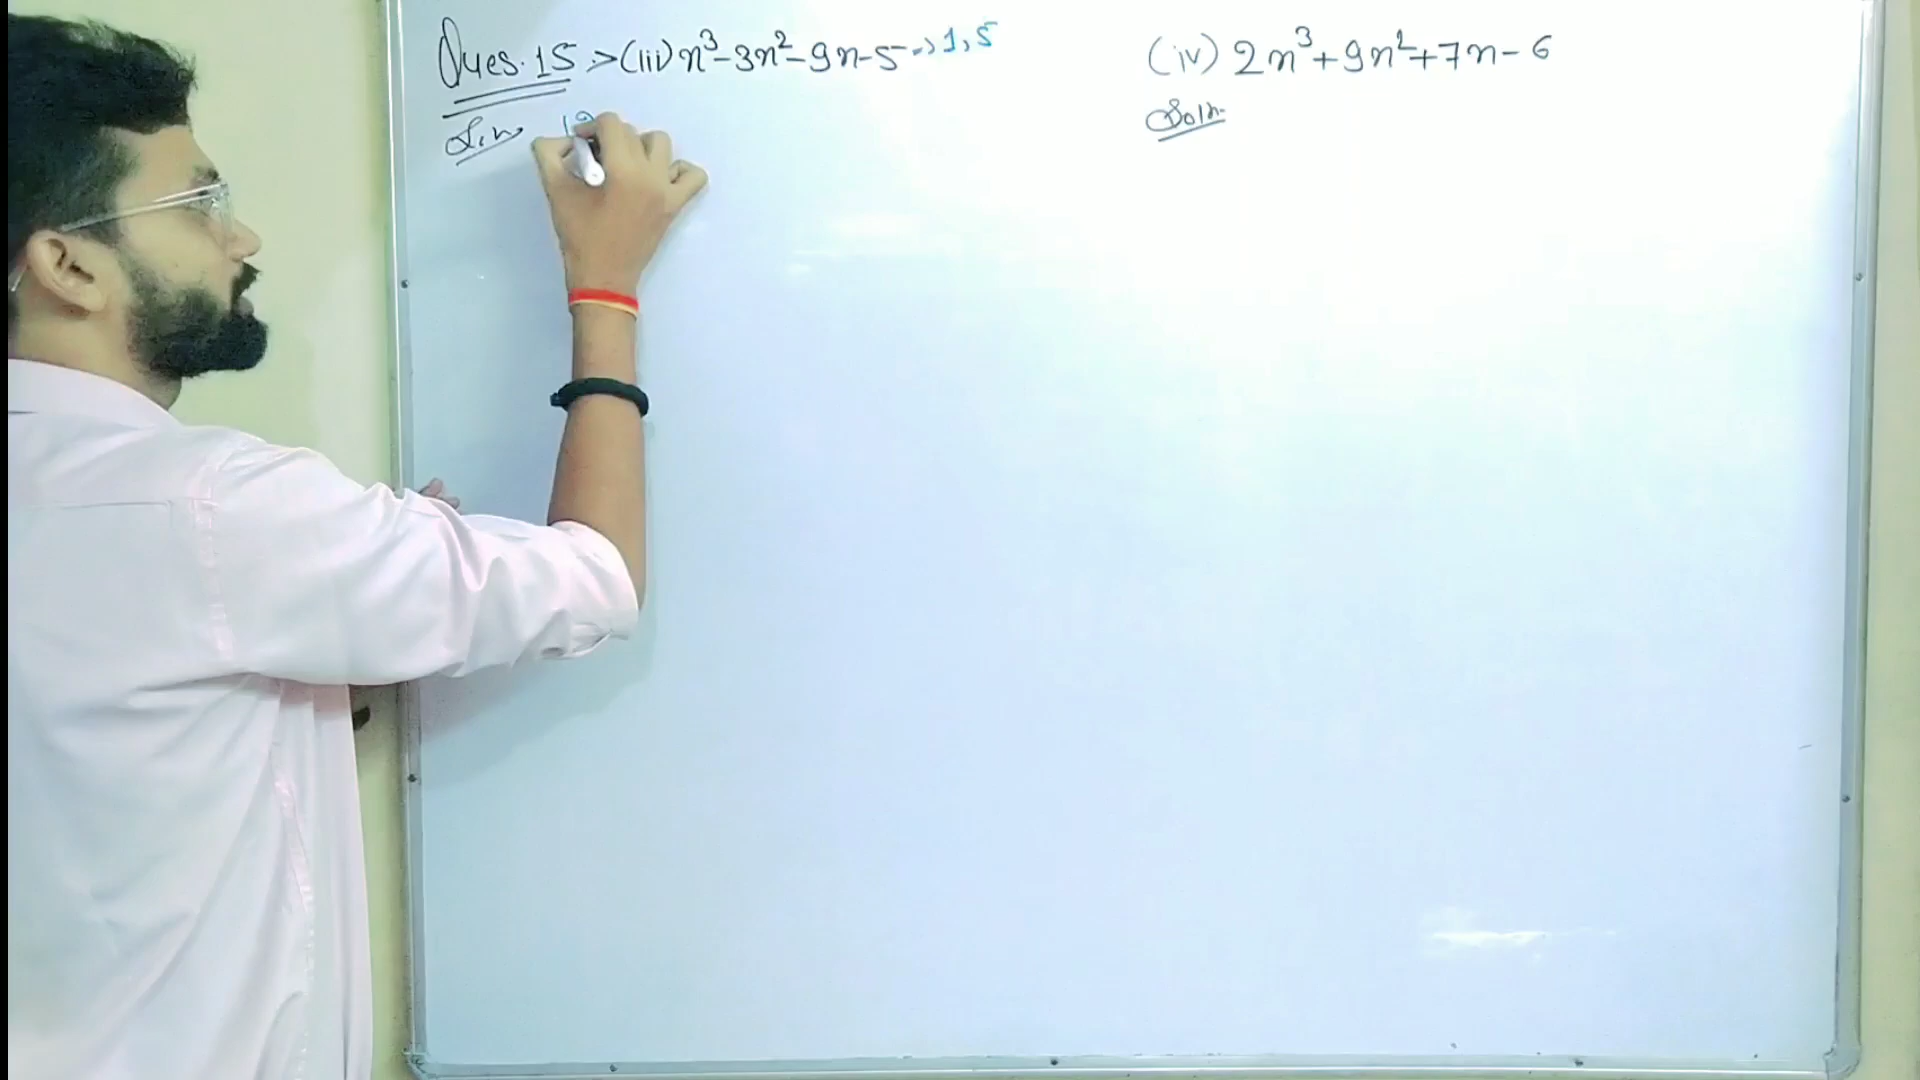 Ques. 15 > (iii) x³-3x²-9x-5 → 1, 5
Soln
(iv) 2x³+9x²+7x-6
Soln.